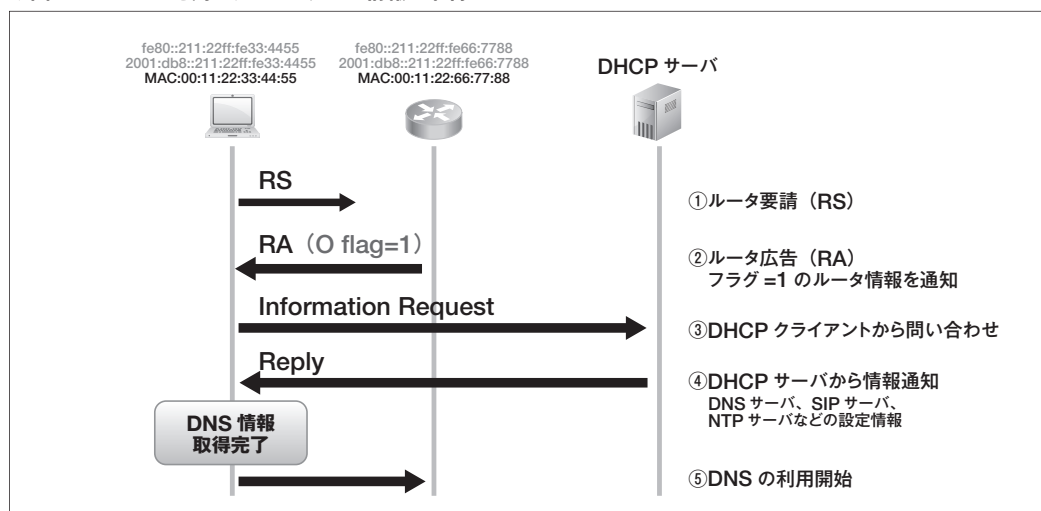 fe80::211:22ff:fe33:4455
2001:db8::211:22ff:fe33:4455
MAC:00:11:22:33:44:55
fe80::211:22ff:fe66:7788
2001:db8::211:22ff:fe66:7788
MAC:00:11:22:66:77:88
DHCP サーバ
RS
①ルータ要請（RS）
RA（O flag=1）
②ルータ広告（RA）
フラグ =1 のルータ情報を通知
Information Request
③DHCP クライアントから問い合わせ
Reply
④DHCP サーバから情報通知
DNS サーバ、SIP サーバ、
NTP サーバなどの設定情報
DNS 情報
取得完了
⑤DNS の利用開始